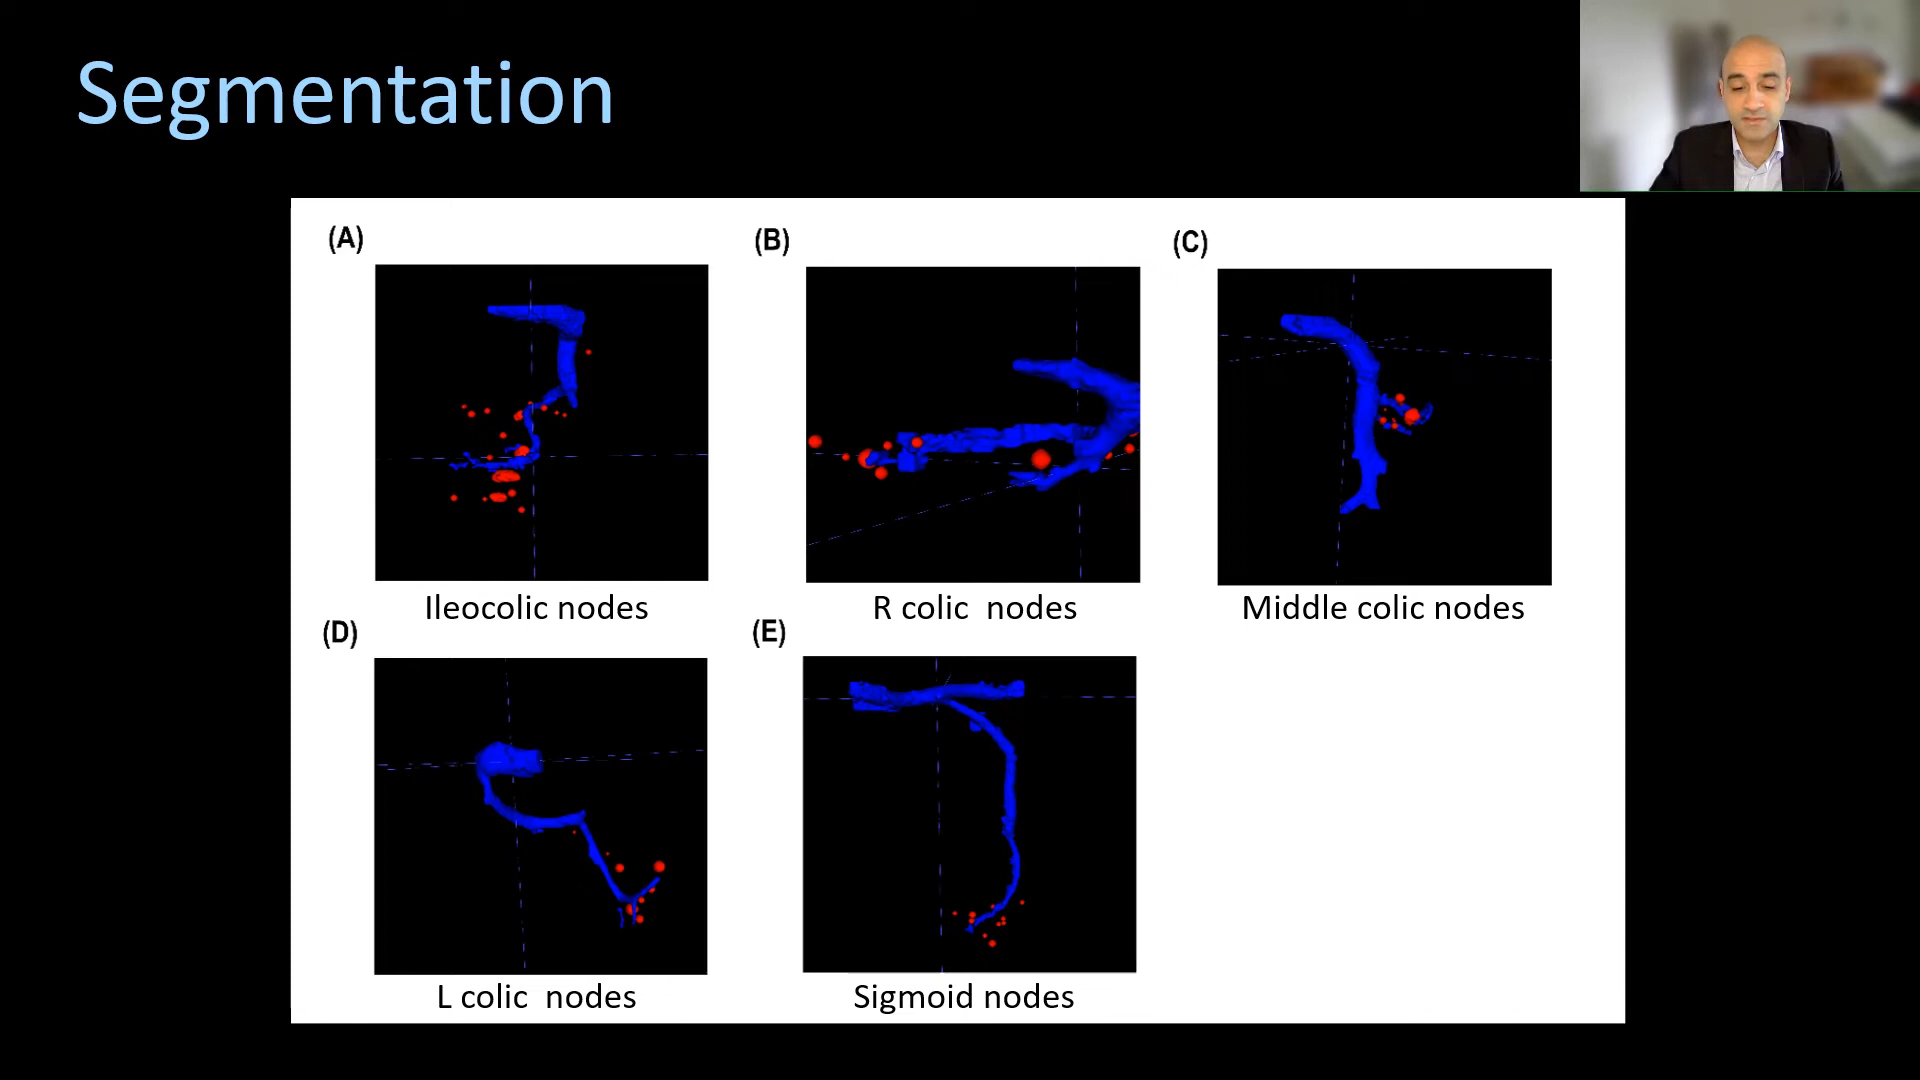 Segmentation
(A)
(B)
(C)
Ileocolic nodes
R colic nodes
Middle colic nodes
(D)
(E)
L colic nodes
Sigmoid nodes